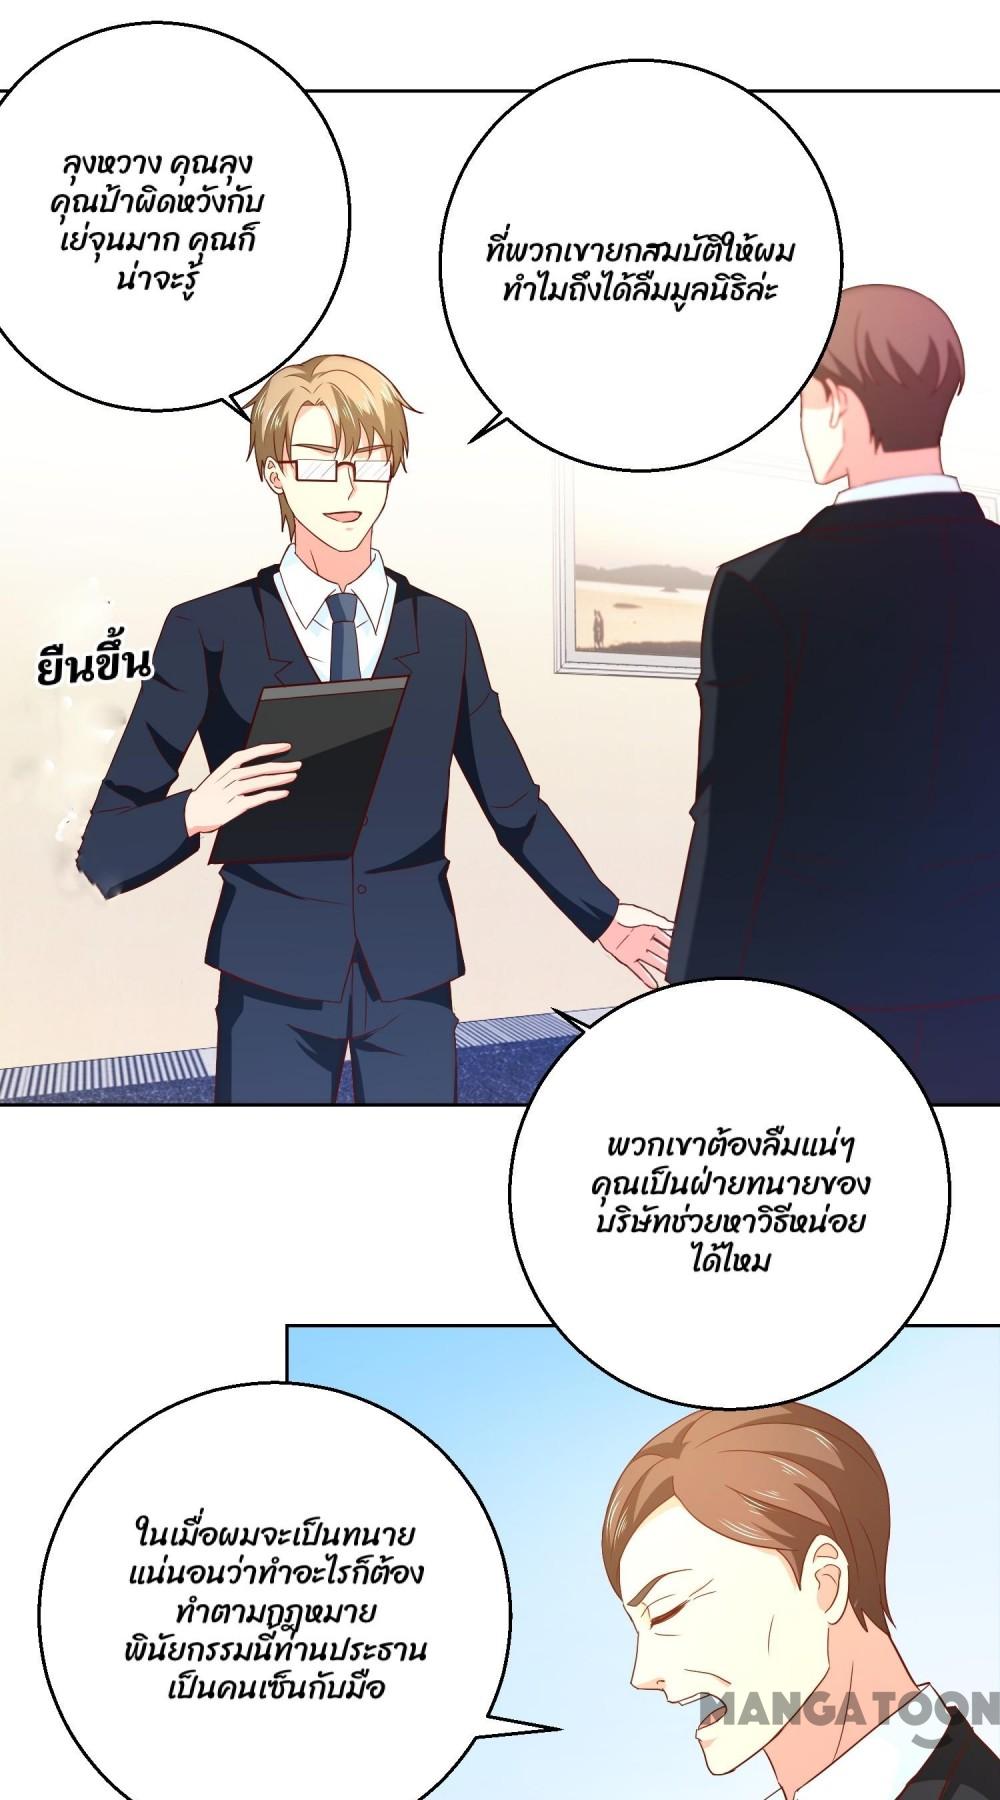 ลุงหวาง คุณลุง
คุณป้าผิดหวังกับ
เย่จุนมาก คุณก็
น่าจะรู้
ที่พวกเขายกสมบัติให้ผม
ทำไมถึงได้ลืมมูลนิธิล่ะ
ยืนขึ้น
พวกเขาต้องลืมแน่ๆ
คุณเป็นฝ่ายทนายของ
บริษัทช่วยหาวิธีหน่อย
ได้ไหม
ในเมื่อผมจะเป็นทนาย
แน่นอนว่าทำอะไรก็ต้อง
ทำตามกฎหมาย
พินัยกรรมนี้ท่านประธาน
เป็นคนเซ็นกับมือ
MANGATOON